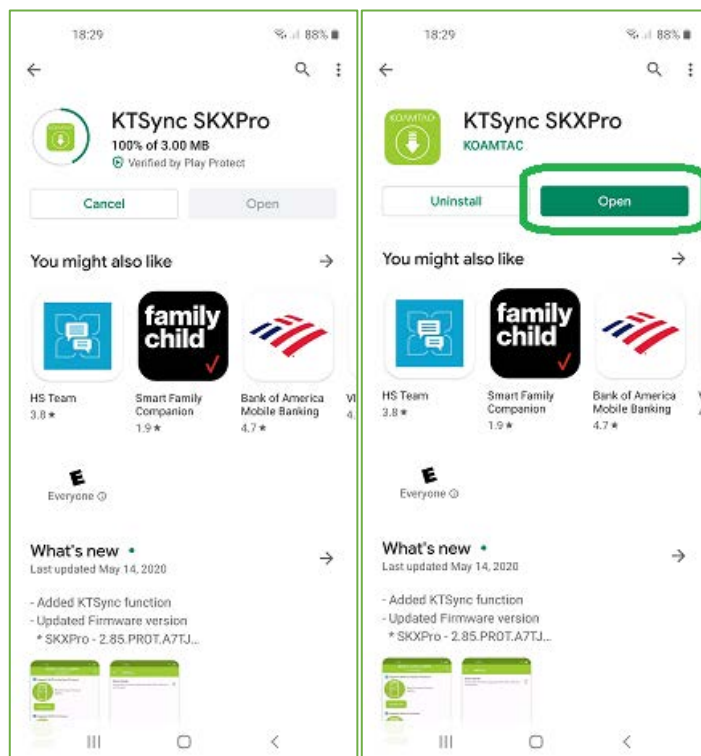 18:29
88%
KTSync SKXPro
100% of 3.00 MB
Verified by Play Protect
Cancel
Open
You might also like
family
child
HS Team
3.8★
Smart Family
Companion
1.9★
Bank of America
Mobile Banking
4.7★
E
Everyone
What's new
Last updated May 14, 2020
- Added KTSync function
- Updated Firmware version
* SKXPro - 2.85.PROT.A7TJ...
18:29
88%
KOAMTAC
KTSync SKXPro
KOAMTAC
Uninstall
Open
You might also like
family
child
HS Team
3.8★
Smart Family
Companion
1.9★
Bank of America
Mobile Banking
4.7★
E
Everyone
What's new
Last updated May 14, 2020
- Added KTSync function
- Updated Firmware version
* SKXPro - 2.85.PROT.A7TJ...